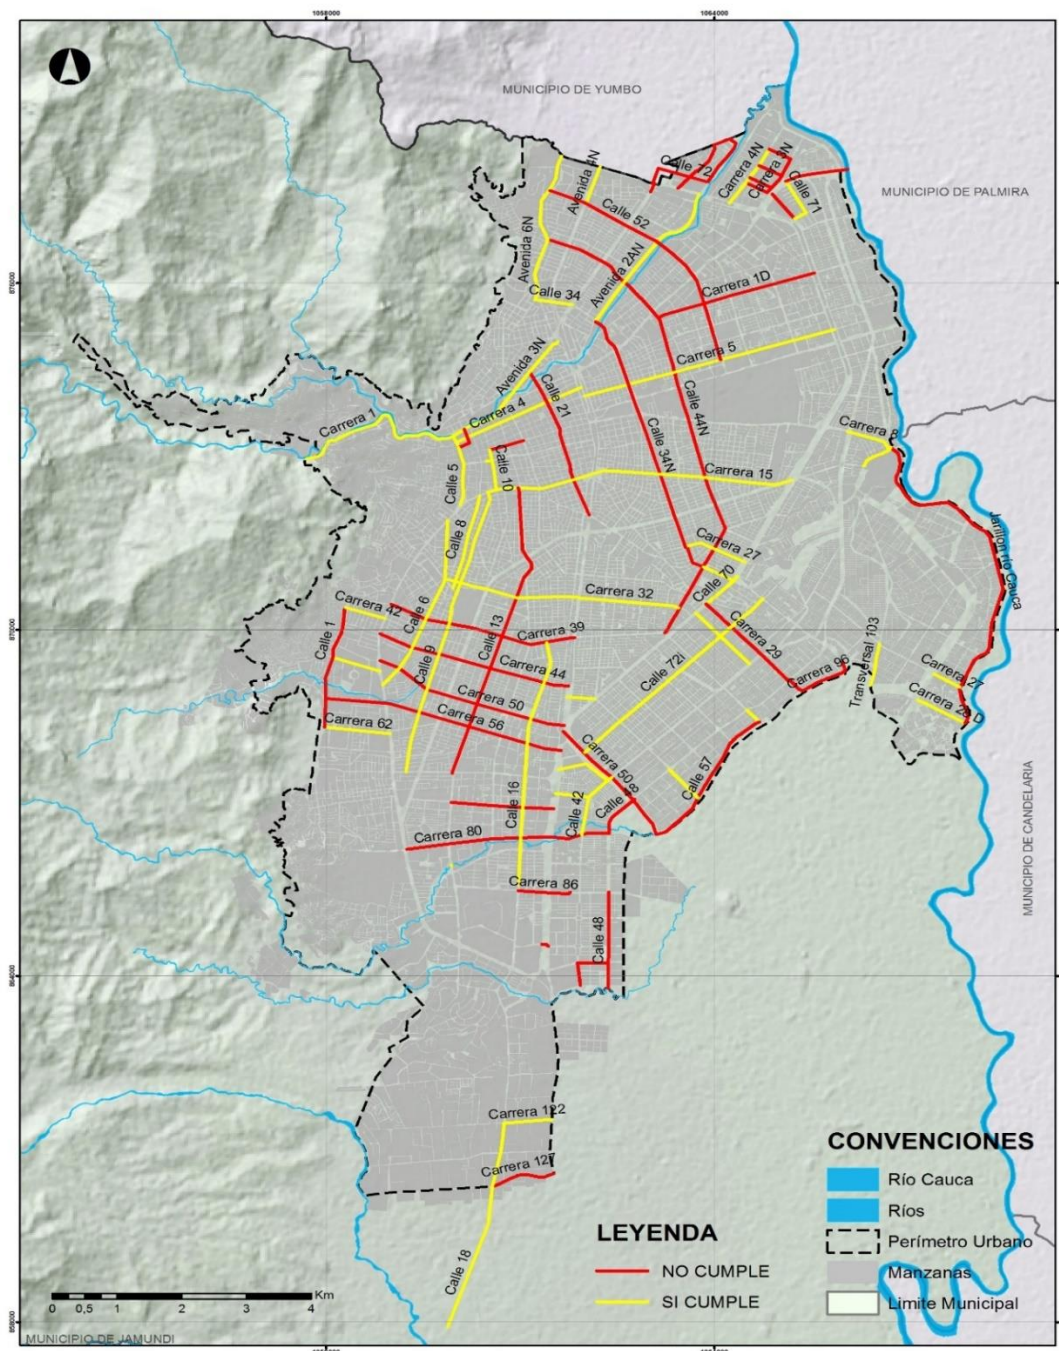 1058000
1064000
MUNICIPIO DE YUMBO
MUNICIPIO DE PALMIRA
Calle 72
Avenida 4N
Carrera 4N
Carrera 3N
Calle 71
Calle 52
Avenida 6N
Avenida 2AN
876000
Carrera 1D
Calle 34
Avenida 3N
Carrera 5
Calle 21
Carrera 4
Carrera 1
Calle 44N
Carrera 8
Calle 34N
Calle 5
Calle 10
Carrera 15
Jarillon río Cauca
Calle 8
Carrera 27
Calle 70
Carrera 32
Carrera 42
Calle 6
870000
Calle 1
Calle 13
Carrera 39
Carrera 29
Transversal 103
Calle 72i
Carrera 44
Calle 9
Carrera 96
Carrera 27
Carrera 50
Carrera 56
Carrera 62
Carrera 50
Calle 57
MUNICIPIO DE CANDELARIA
Calle 16
Calle 42
Carrera 80
Carrera 86
Calle 48
864000
Carrera 122
Carrera 127
Calle 18
CONVENCIONES
Río Cauca
Ríos
Perímetro Urbano
Manzanas
Limite Municipal
LEYENDA
NO CUMPLE
SI CUMPLE
Km
0 0,5 1 2 3 4
858000
MUNICIPIO DE JAMUNDI